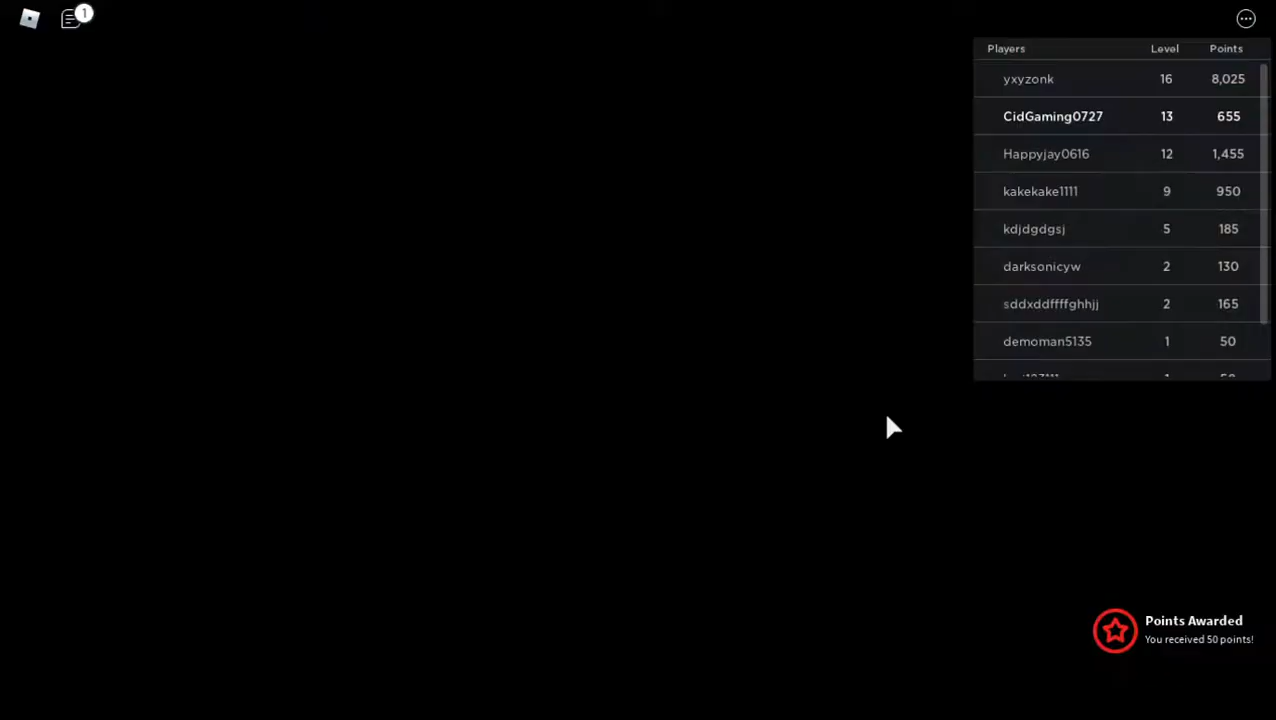 1
Players Level Points
yxyzonk 16 8,025
CidGaming0727 13 655
Happyjay0616 12 1,455
kakekake1111 9 950
kdjdgdgsj 5 185
darksonicyw 2 130
sddxddffffghhjj 2 165
demoman5135 1 50
Points Awarded
You received 50 points!